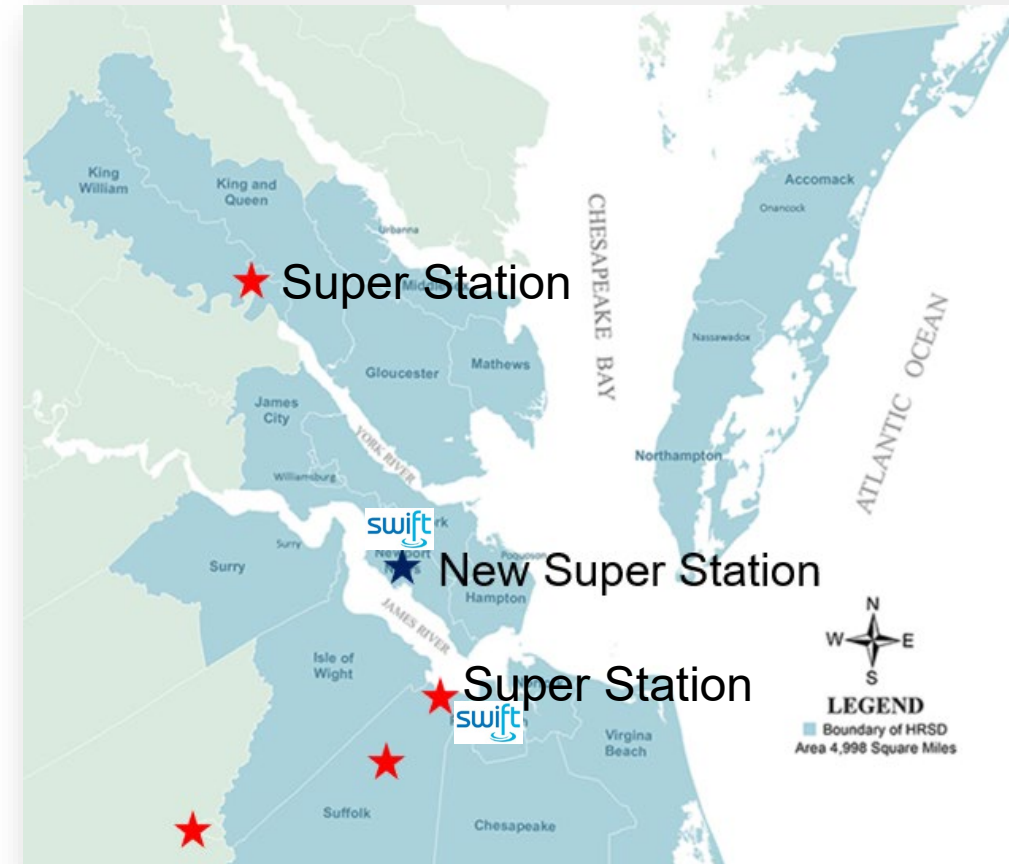 King
William
King and
Queen
Urbanna
Super Station
Middlesex
Accomack
Onancock
CHESAPEAKE BAY
Nassawadox
ATLANTIC OCEAN
Mathews
Gloucester
James
City
YORK RIVER
Northampton
Williamsburg
swift
Surry
Surry
New Super Station
Hampton
JAMES RIVER
Isle of
Wight
Super Station
swift
Virgina
Beach
Suffolk
Chesapeake
N
W
E
S
LEGEND
Boundary of HRSD
Area 4,998 Square Miles